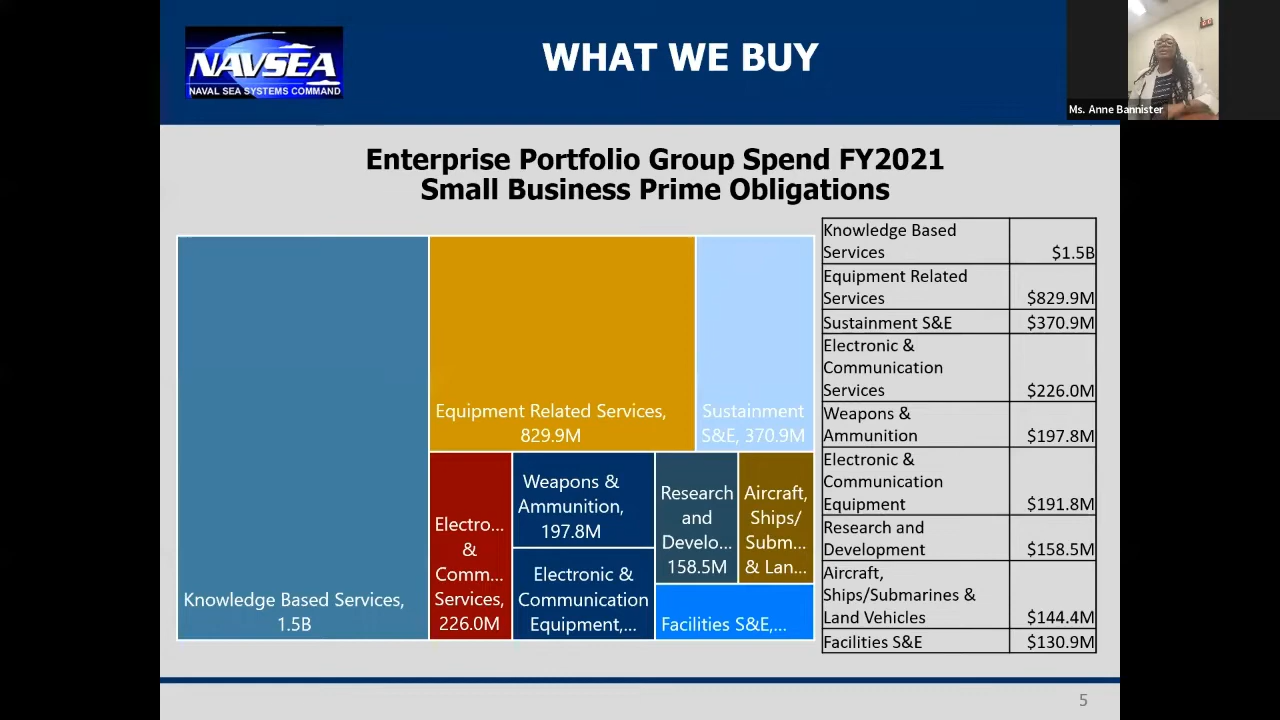 NAVSEA
NAVAL SEA SYSTEMS COMMAND
WHAT WE BUY
Ms. Anne Bannister
Enterprise Portfolio Group Spend FY2021
Small Business Prime Obligations
Knowledge Based Services,
1.5B
Equipment Related Services,
829.9M
Sustainment
S&E, 370.9M
Electro...
&
Comm...
Services,
226.0M
Weapons &
Ammunition,
197.8M
Electronic &
Communication
Equipment,...
Research
and
Develo...
158.5M
Aircraft,
Ships/
Subm...
& Lan...
Facilities S&E,...
Knowledge Based
Services $1.5B
Equipment Related
Services $829.9M
Sustainment S&E $370.9M
Electronic &
Communication
Services $226.0M
Weapons &
Ammunition $197.8M
Electronic &
Communication
Equipment $191.8M
Research and
Development $158.5M
Aircraft,
Ships/Submarines &
Land Vehicles $144.4M
Facilities S&E $130.9M
5